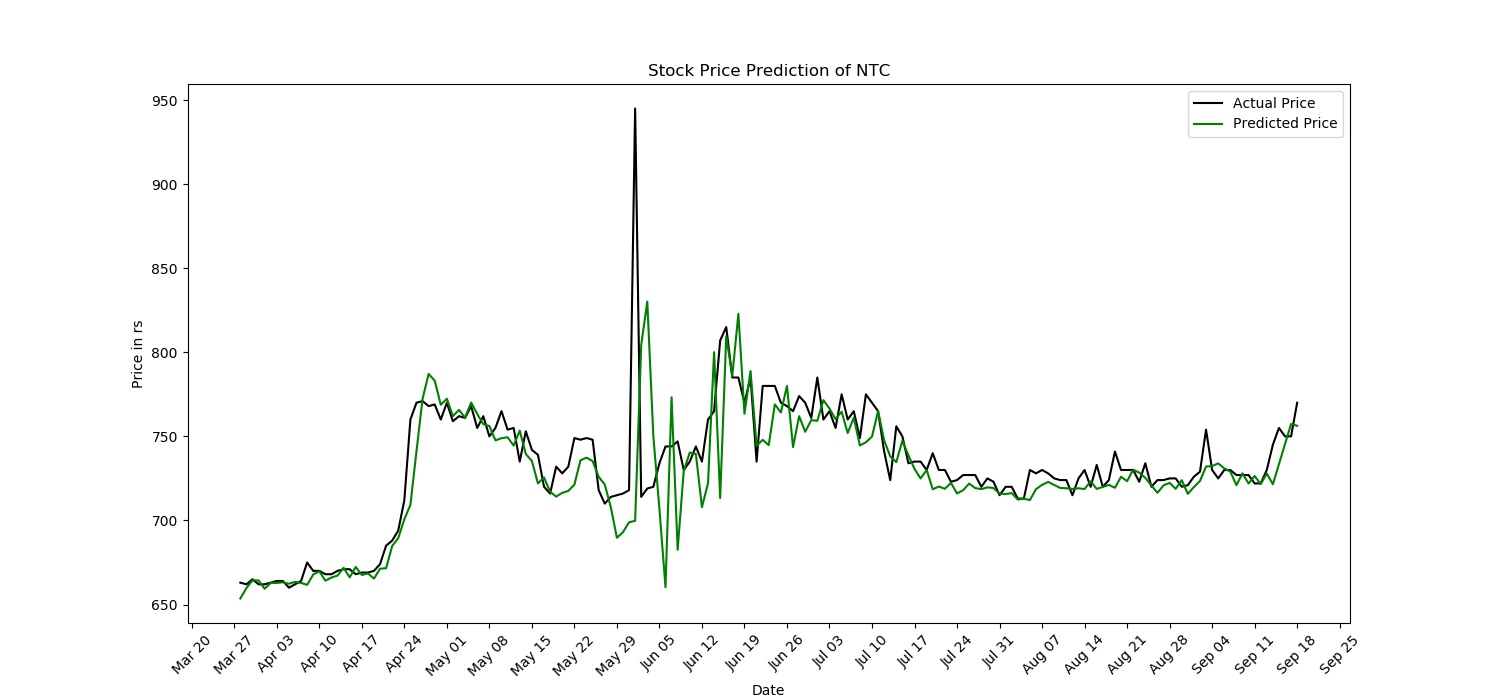 Stock Price Prediction of NTC
Actual Price
Predicted Price
Price in rs
950
900
850
800
750
700
650
Mar 20
Mar 27
Apr 03
Apr 10
Apr 17
Apr 24
May 01
May 08
May 15
May 22
May 29
Jun 05
Jun 12
Jun 19
Jun 26
Jul 03
Jul 10
Jul 17
Jul 24
Jul 31
Aug 07
Aug 14
Aug 21
Aug 28
Sep 04
Sep 11
Sep 18
Sep 25
Date